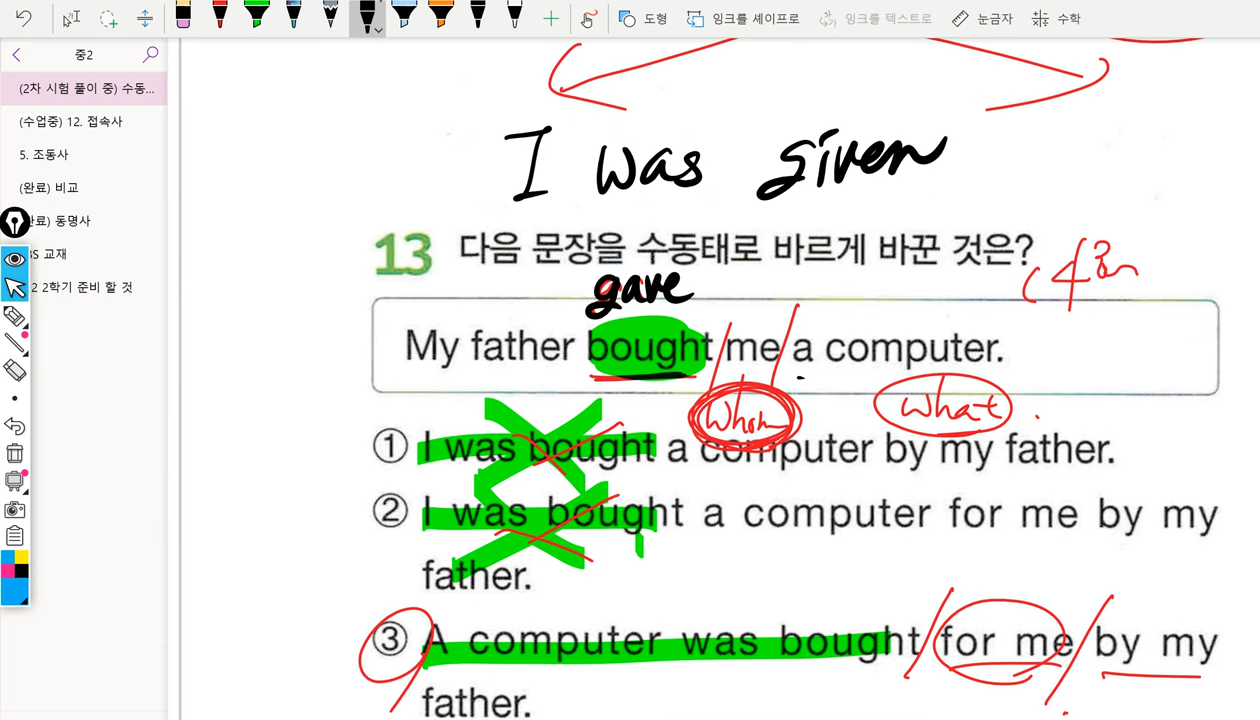 도형 잉크를 셰이프로 잉크를 텍스트로 눈금자 수학
중2
(2차 시험 풀이 중) 수동...
(수업중) 12. 접속사
5. 조동사
(완료) 비교
료) 동명사
BS 교재
2 2학기 준비 할 것
I was given
13 다음 문장을 수동태로 바르게 바꾼 것은?
gave
My father bought me a computer.
whom what
① I was bought a computer by my father.
② I was bought a computer for me by my
father.
③ A computer was bought for me by my
father.